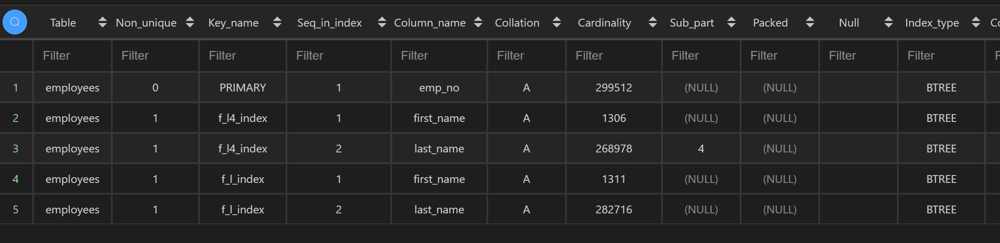 Table Non_unique Key_name Seq_in_index Column_name Collation Cardinality Sub_part Packed Null Index_type
Filter Filter Filter Filter Filter Filter Filter Filter Filter Filter Filter
1 employees 0 PRIMARY 1 emp_no A 299512 (NULL) (NULL) BTREE
2 employees 1 f_l4_index 1 first_name A 1306 (NULL) (NULL) BTREE
3 employees 1 f_l4_index 2 last_name A 268978 4 (NULL) BTREE
4 employees 1 f_l_index 1 first_name A 1311 (NULL) (NULL) BTREE
5 employees 1 f_l_index 2 last_name A 282716 (NULL) (NULL) BTREE